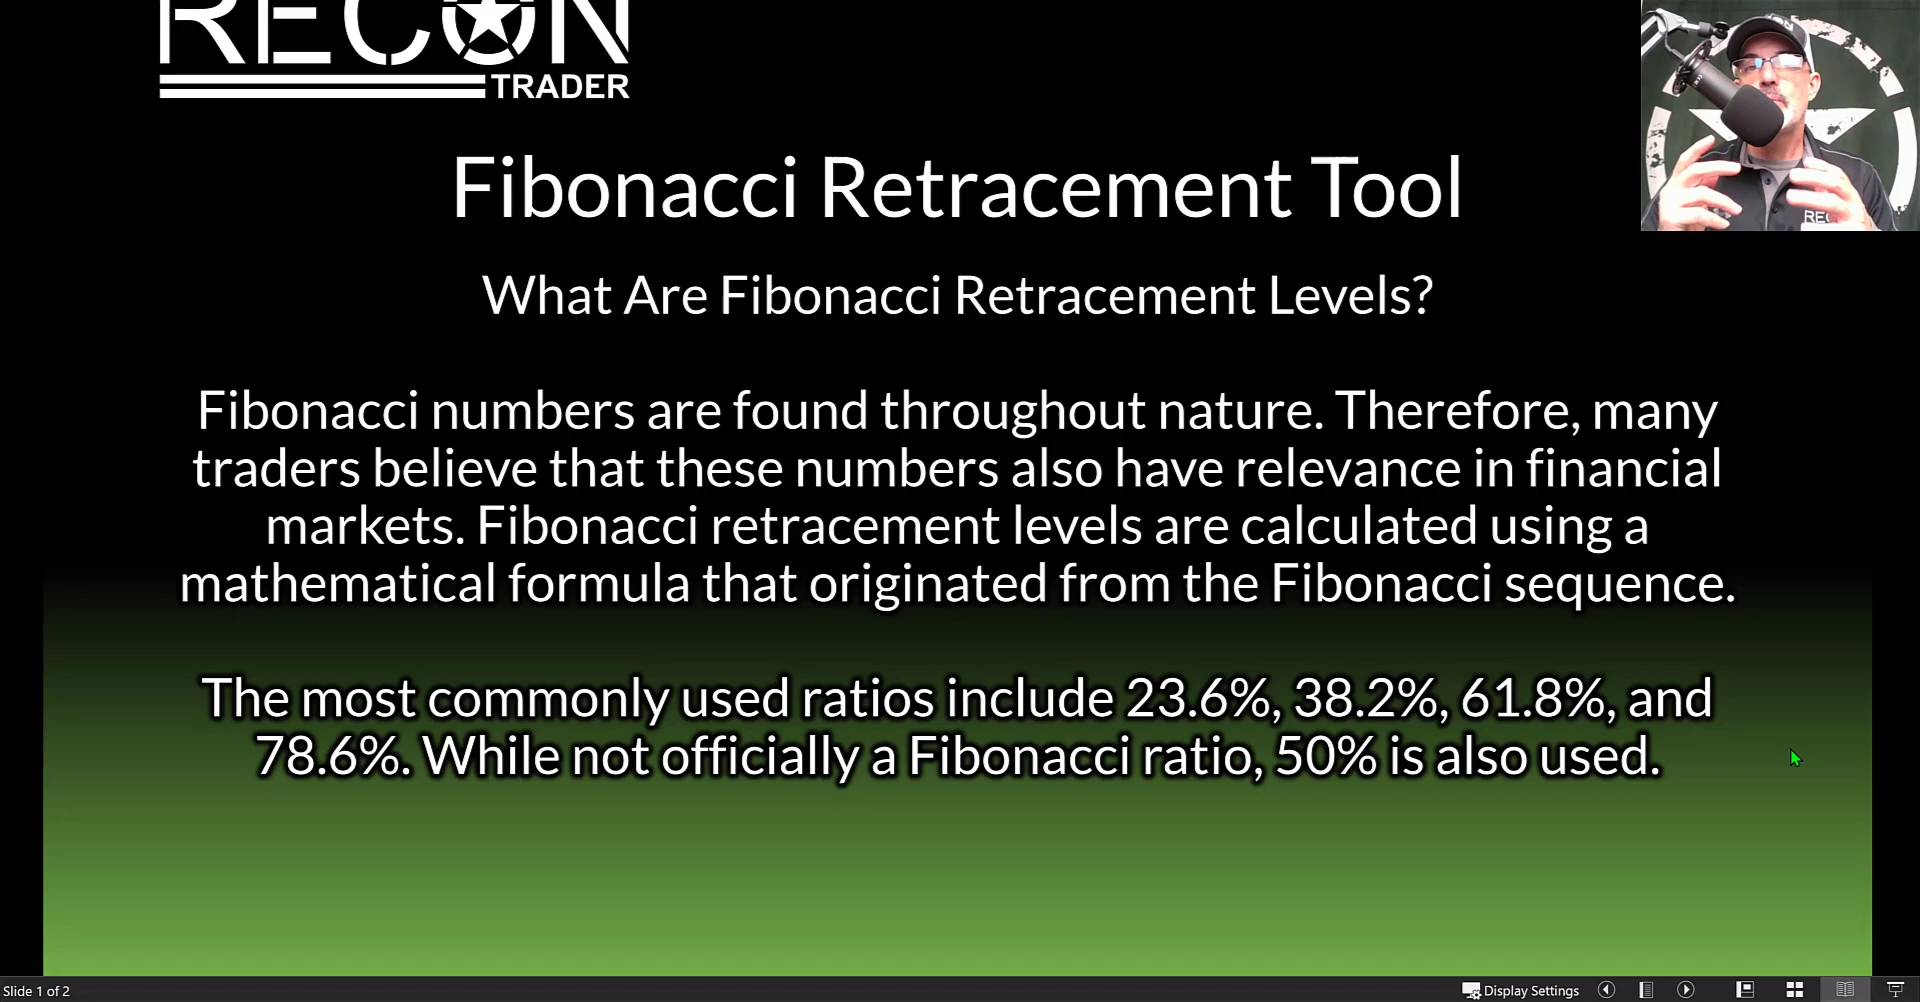 RECON
TRADER
Fibonacci Retracement Tool
What Are Fibonacci Retracement Levels?
Fibonacci numbers are found throughout nature. Therefore, many
traders believe that these numbers also have relevance in financial
markets. Fibonacci retracement levels are calculated using a
mathematical formula that originated from the Fibonacci sequence.
The most commonly used ratios include 23.6%, 38.2%, 61.8%, and
78.6%. While not officially a Fibonacci ratio, 50% is also used.
Slide 1 of 2
Display Settings